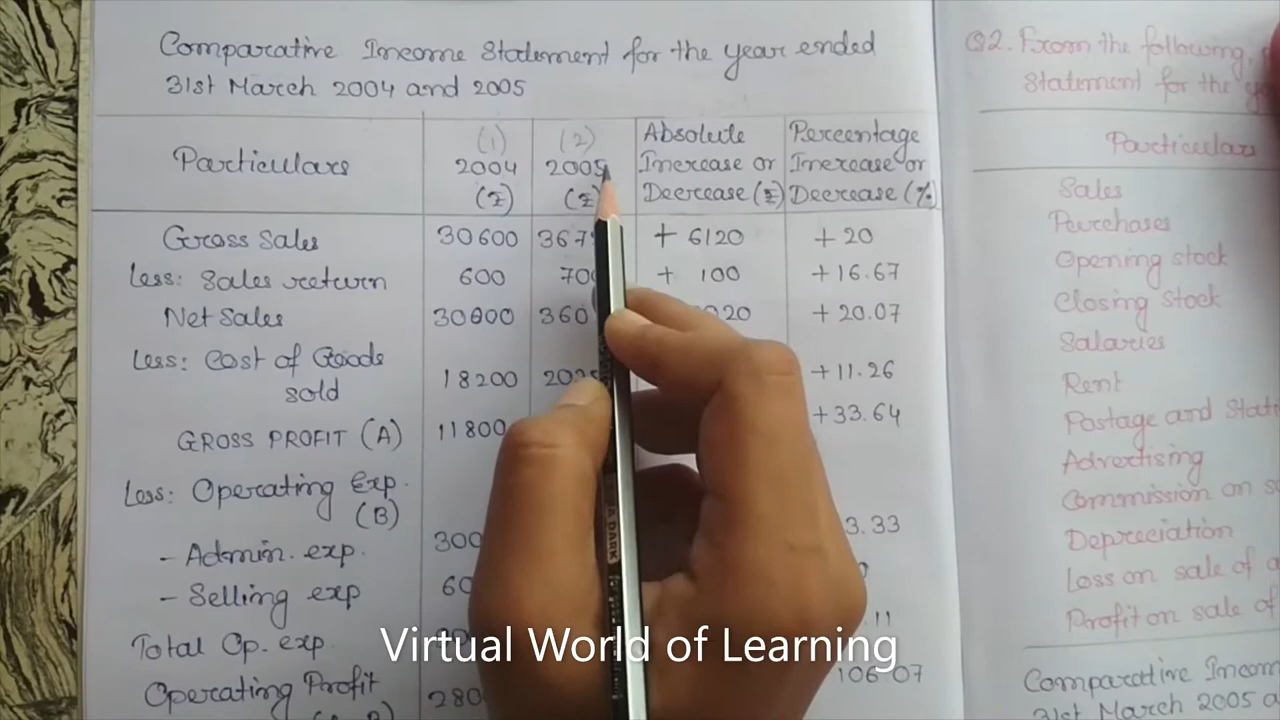 Comparative Income Statement for the year ended
31st March 2004 and 2005
Particulars
(1)
2004
(₹)
(2)
2005
(₹)
Absolute
Increase or
Decrease (₹)
Percentage
Increase or
Decrease (%)
Gross Sales 30600 + 6120 + 20
Less: Sales return 600 + 100 + 16.67
Net Sales 30000 + 20.07
Less: Cost of Goods
sold 18200 + 11.26
GROSS PROFIT (A) 11800 + 33.64
Less: Operating Exp.
(B)
- Admin. exp.
- Selling exp
Total Op. exp
Operating Profit
106.07
Q2. From the following,
Statement for the
Particulars
Sales
Purchases
Opening stock
Closing stock
Salaries
Rent
Postage and
Advertising
Commission on
Depreciation
Loss on sale of
Profit on sale of
Comparative
31st March 2005
Virtual World of Learning